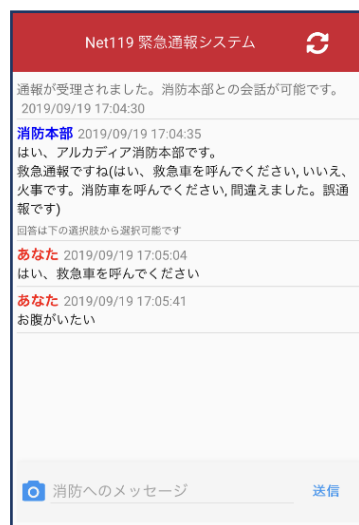 Net119 緊急通報システム
通報が受理されました。消防本部との会話が可能です。
2019/09/19 17:04:30
消防本部 2019/09/19 17:04:35
はい、アルカディア消防本部です。
救急通報ですね(はい、救急車を呼んでください, いいえ、
火事です。消防車を呼んでください, 間違えました。誤通
報です)
回答は下の選択肢から選択可能です
あなた 2019/09/19 17:05:04
はい、救急車を呼んでください
あなた 2019/09/19 17:05:41
お腹がいたい
消防へのメッセージ 送信